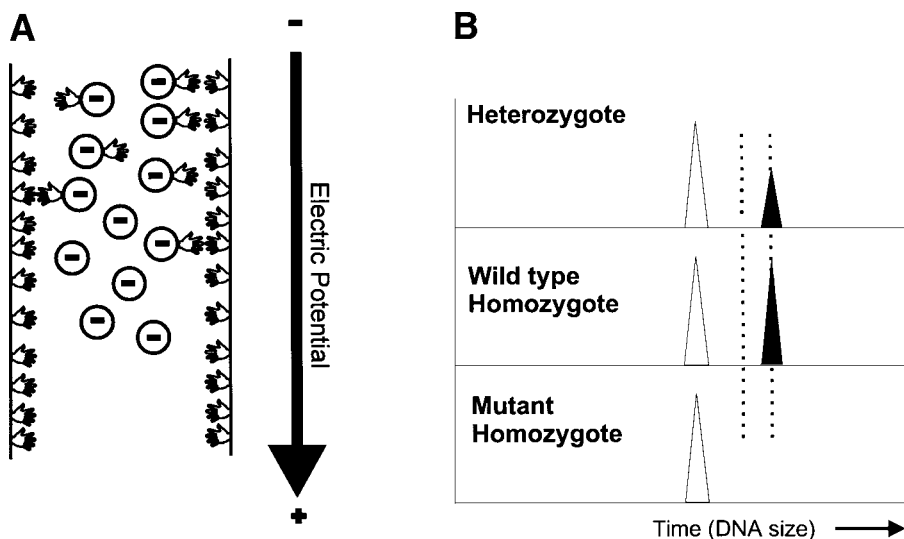 A
-
Electric Potential
+
B
Heterozygote
Wild type
Homozygote
Mutant
Homozygote
Time (DNA size)